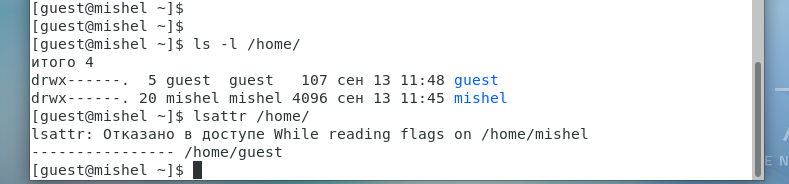 [guest@mishel ~]$
[guest@mishel ~]$
[guest@mishel ~]$ ls -l /home/
итого 4
drwx------.  5 guest  guest   107 сен 13 11:48 guest
drwx------. 20 mishel mishel 4096 сен 13 11:45 mishel
[guest@mishel ~]$ lsattr /home/
lsattr: Отказано в доступе While reading flags on /home/mishel
---------------- /home/guest
[guest@mishel ~]$